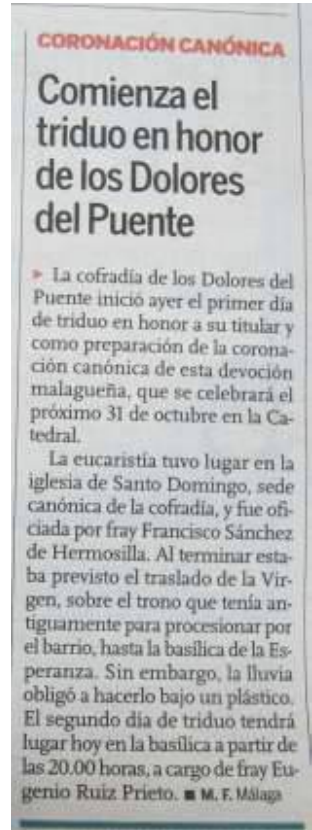 CORONACIÓN CANÓNICA
Comienza el
triduo en honor
de los Dolores
del Puente
▸ La cofradía de los Dolores del
Puente inició ayer el primer día
de triduo en honor a su titular y
como preparación de la corona-
ción canónica de esta devoción
malagueña, que se celebrará el
próximo 31 de octubre en la Ca-
tedral.
La eucaristía tuvo lugar en la
iglesia de Santo Domingo, sede
canónica de la cofradía, y fue ofi-
ciada por fray Francisco Sánchez
de Hermosilla. Al terminar esta-
ba previsto el traslado de la Vir-
gen, sobre el trono que tenía an-
tiguamente para procesionar por
el barrio, hasta la basílica de la Es-
peranza. Sin embargo, la lluvia
obligó a hacerlo bajo un plástico.
El segundo día de triduo tendrá
lugar hoy en la basílica a partir de
las 20.00 horas, a cargo de fray Eu-
genio Ruiz Prieto. ■ M. F. Málaga